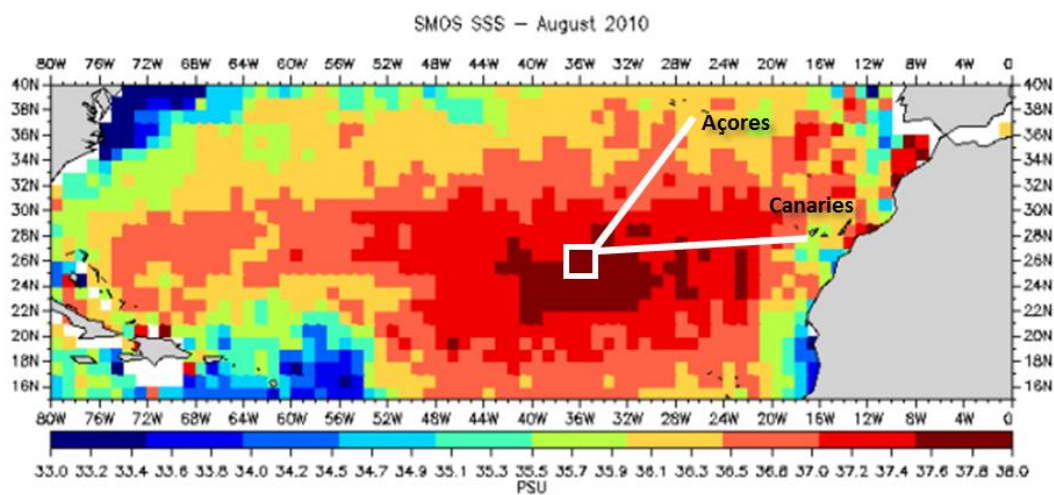 SMOS SSS – August 2010
80W 76W 72W 68W 64W 60W 56W 52W 48W 44W 40W 36W 32W 28W 24W 20W 16W 12W 8W 4W 0
40N 40N
38N 38N
Açores
36N 36N
34N 34N
32N 32N
Canaries
30N 30N
28N 28N
26N 26N
24N 24N
22N 22N
20N 20N
18N 18N
16N 16N
80W 76W 72W 68W 64W 60W 56W 52W 48W 44W 40W 36W 32W 28W 24W 20W 16W 12W 8W 4W 0
33.0 33.2 33.4 33.6 33.8 34.0 34.2 34.5 34.7 34.9 35.1 35.3 35.5 35.7 35.9 36.1 36.3 36.5 36.8 37.0 37.2 37.4 37.6 37.8 38.0
PSU